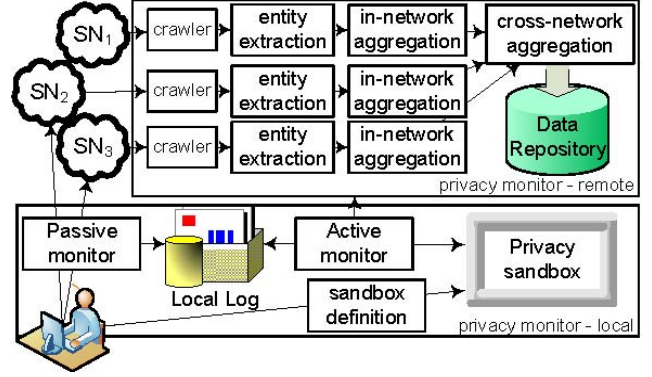 SN1
crawler
entity
extraction
in-network
aggregation
cross-network
aggregation
SN2
crawler
entity
extraction
in-network
aggregation
SN3
crawler
entity
extraction
in-network
aggregation
Data
Repository
privacy monitor - remote
Passive
monitor
Local Log
Active
monitor
Privacy
sandbox
sandbox
definition
privacy monitor - local